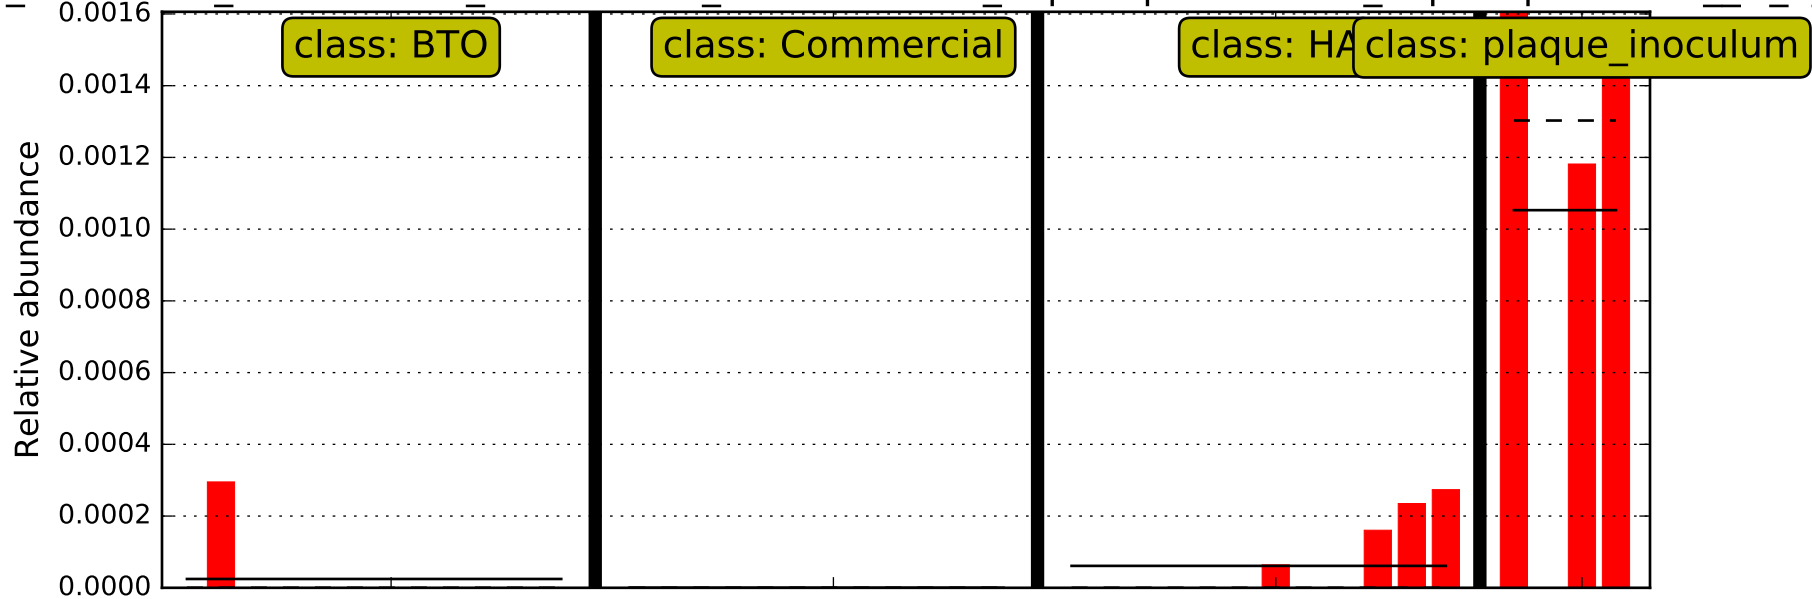 0.0016
class: BTO
class: Commercial
class: HA
class: plaque_inoculum
0.0014
0.0012
0.0010
0.0008
0.0006
0.0004
0.0002
0.0000
Relative abundance